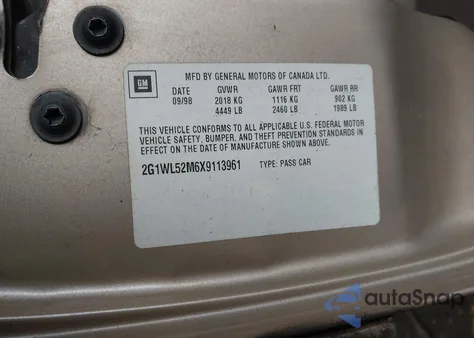 GM
MFD BY GENERAL MOTORS OF CANADA LTD.
DATE GVWR GAWR FRT GAWR RR
09/98 2018 KG 1116 KG 902 KG
4449 LB 2460 LB 1989 LB
THIS VEHICLE CONFORMS TO ALL APPLICABLE U.S. FEDERAL MOTOR
VEHICLE SAFETY, BUMPER, AND THEFT PREVENTION STANDARDS IN
EFFECT ON THE DATE OF MANUFACTURE SHOWN ABOVE.
2G1WL52M6X9113961 TYPE: PASS CAR
autoSnap